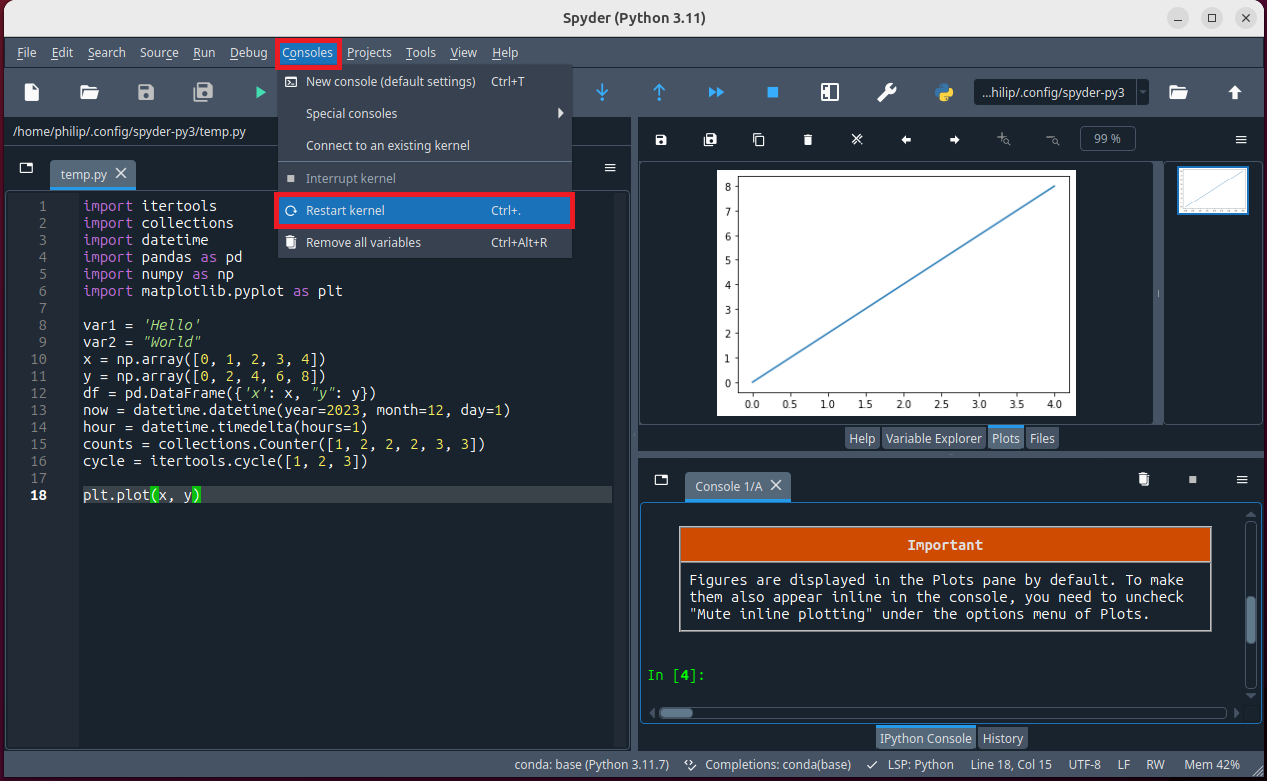 Spyder (Python 3.11)
File Edit Search Source Run Debug Consoles Projects Tools View Help
New console (default settings) Ctrl+T
Special consoles
Connect to an existing kernel
Interrupt kernel
Restart kernel Ctrl+.
Remove all variables Ctrl+Alt+R
...hilip/.config/spyder-py3
/home/philip/.config/spyder-py3/temp.py
temp.py
1 import itertools
2 import collections
3 import datetime
4 import pandas as pd
5 import numpy as np
6 import matplotlib.pyplot as plt
7
8 var1 = 'Hello'
9 var2 = "World"
10 x = np.array([0, 1, 2, 3, 4])
11 y = np.array([0, 2, 4, 6, 8])
12 df = pd.DataFrame({'x': x, "y": y})
13 now = datetime.datetime(year=2023, month=12, day=1)
14 hour = datetime.timedelta(hours=1)
15 counts = collections.Counter([1, 2, 2, 2, 3, 3])
16 cycle = itertools.cycle([1, 2, 3])
17
18 plt.plot(x, y)
99 %
8
7
6
5
4
3
2
1
0
0.0 0.5 1.0 1.5 2.0 2.5 3.0 3.5 4.0
Help Variable Explorer Plots Files
Console 1/A
Important
Figures are displayed in the Plots pane by default. To make
them also appear inline in the console, you need to uncheck
"Mute inline plotting" under the options menu of Plots.
In [4]:
IPython Console History
conda: base (Python 3.11.7) Completions: conda(base) LSP: Python Line 18, Col 15 UTF-8 LF RW Mem 42%